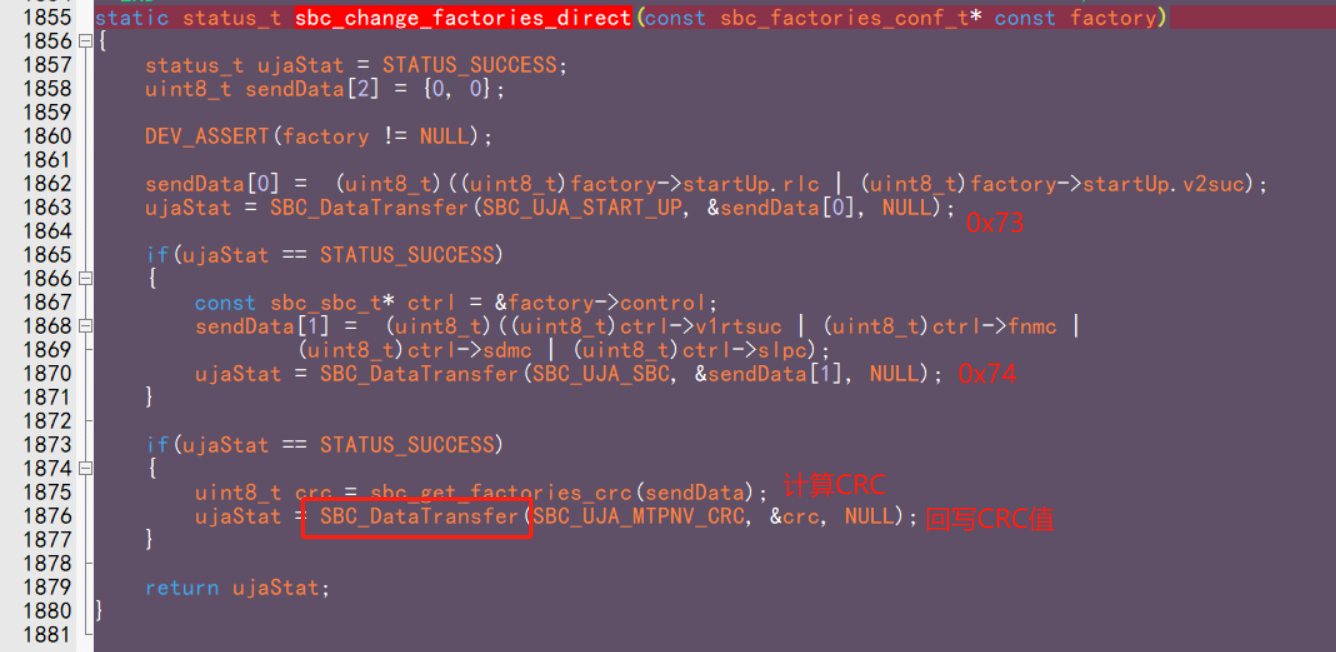 1855 static status_t sbc_change_factories_direct(const sbc_factories_conf_t* const factory)
1856 {
1857 status_t ujaStat = STATUS_SUCCESS;
1858 uint8_t sendData[2] = {0, 0};
1859
1860 DEV_ASSERT(factory != NULL);
1861
1862 sendData[0] = (uint8_t)((uint8_t)factory->startUp.rlc | (uint8_t)factory->startUp.v2suc);
1863 ujaStat = SBC_DataTransfer(SBC_UJA_START_UP, &sendData[0], NULL); 0x73
1864
1865 if(ujaStat == STATUS_SUCCESS)
1866 {
1867 const sbc_sbc_t* ctrl = &factory->control;
1868 sendData[1] = (uint8_t)((uint8_t)ctrl->v1rtsuc | (uint8_t)ctrl->fnmc |
1869 (uint8_t)ctrl->sdmc | (uint8_t)ctrl->slpc);
1870 ujaStat = SBC_DataTransfer(SBC_UJA_SBC, &sendData[1], NULL); 0x74
1871 }
1872
1873 if(ujaStat == STATUS_SUCCESS)
1874 {
1875 uint8_t crc = sbc_get_factories_crc(sendData); 计算CRC
1876 ujaStat = SBC_DataTransfer(SBC_UJA_MTPNV_CRC, &crc, NULL); 回写CRC值
1877 }
1878
1879 return ujaStat;
1880 }
1881